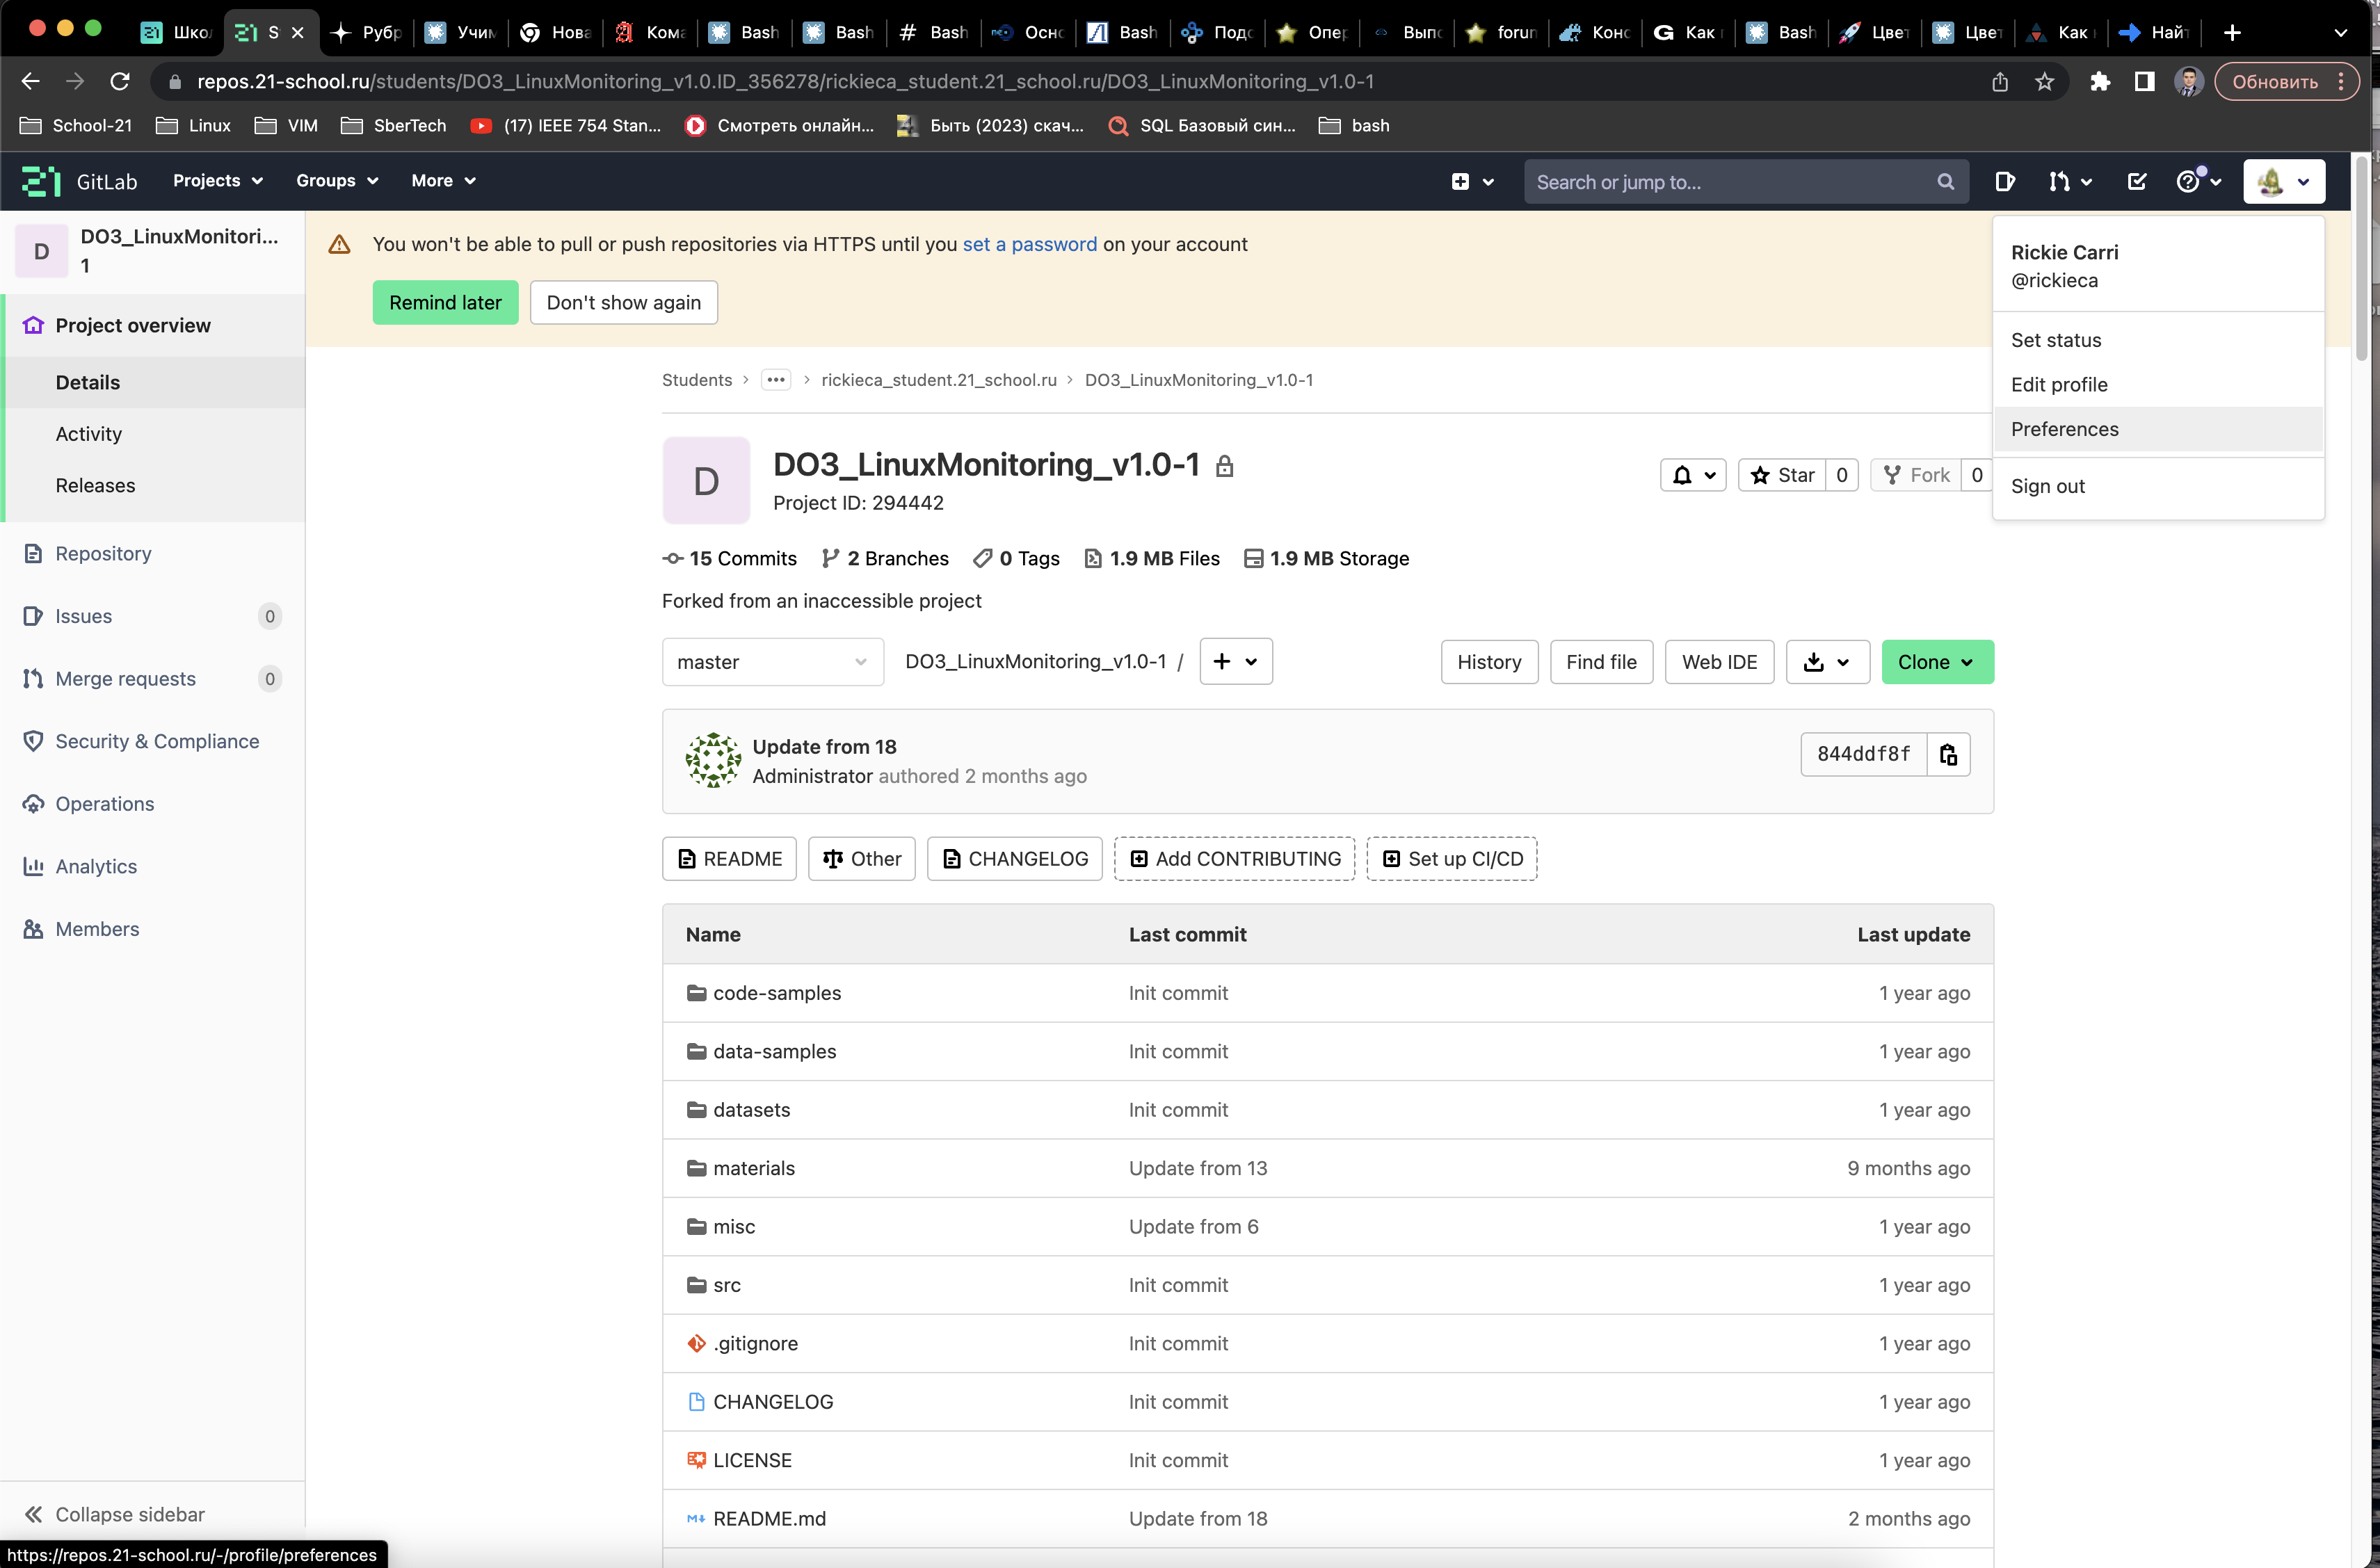 Шко
S
Рубр
Учим
Нова
Кома
Bash
Bash
Bash
Осно
Bash
Подс
Опер
Выпо
forum
Конс
Как
Bash
Цвет
Цвет
Как
Найт
repos.21-school.ru/students/DO3_LinuxMonitoring_v1.0.ID_356278/rickieca_student.21_school.ru/DO3_LinuxMonitoring_v1.0-1
Обновить
School-21
Linux
VIM
SberTech
(17) IEEE 754 Stan...
Смотреть онлайн...
Быть (2023) скач...
SQL Базовый син...
bash
21 GitLab
Projects
Groups
More
Search or jump to...
DO3_LinuxMonitori...
1
D
Project overview
Details
Activity
Releases
Repository
Issues 0
Merge requests 0
Security & Compliance
Operations
Analytics
Members
Collapse sidebar
https://repos.21-school.ru/-/profile/preferences
You won't be able to pull or push repositories via HTTPS until you set a password on your account
Remind later
Don't show again
Rickie Carri
@rickieca
Set status
Edit profile
Preferences
Sign out
Students > ... > rickieca_student.21_school.ru > DO3_LinuxMonitoring_v1.0-1
D
DO3_LinuxMonitoring_v1.0-1
Project ID: 294442
Star 0
Fork 0
15 Commits
2 Branches
0 Tags
1.9 MB Files
1.9 MB Storage
Forked from an inaccessible project
master
DO3_LinuxMonitoring_v1.0-1 /
History
Find file
Web IDE
Clone
Update from 18
Administrator authored 2 months ago
844ddf8f
README
Other
CHANGELOG
Add CONTRIBUTING
Set up CI/CD
Name Last commit Last update
code-samples Init commit 1 year ago
data-samples Init commit 1 year ago
datasets Init commit 1 year ago
materials Update from 13 9 months ago
misc Update from 6 1 year ago
src Init commit 1 year ago
.gitignore Init commit 1 year ago
CHANGELOG Init commit 1 year ago
LICENSE Init commit 1 year ago
README.md Update from 18 2 months ago